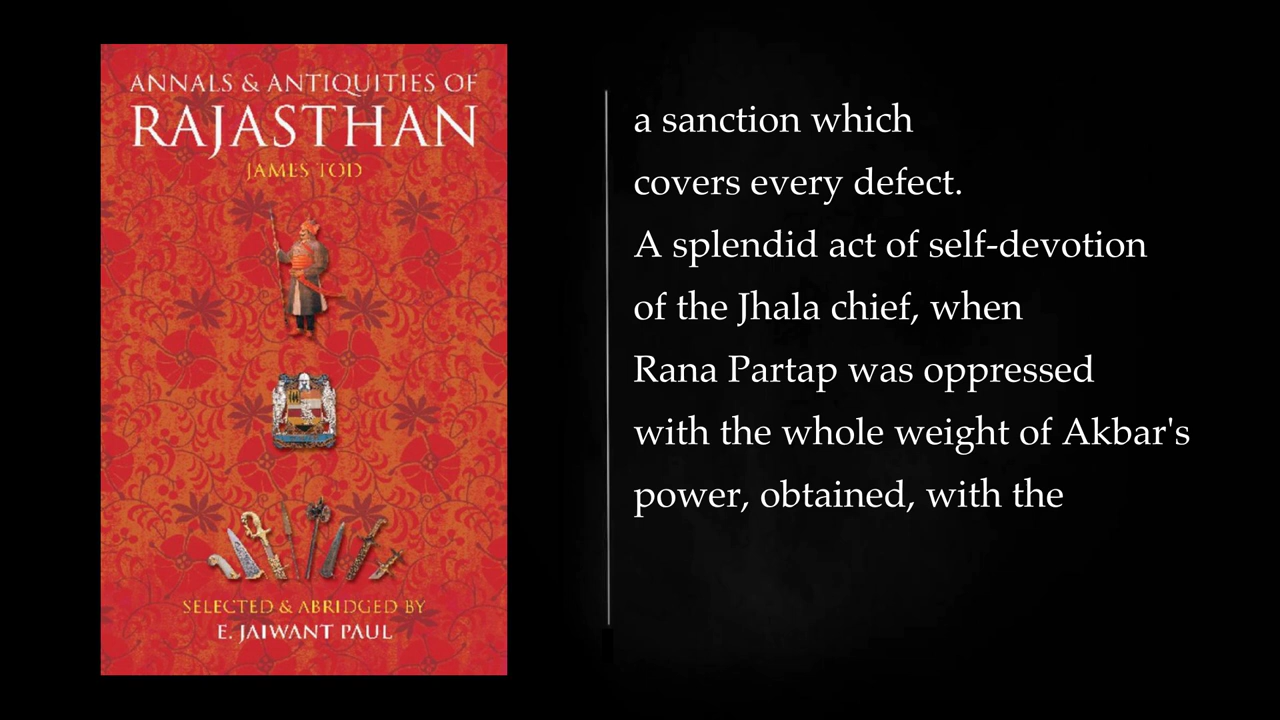 ANNALS & ANTIQUITIES OF
RAJASTHAN
JAMES TOD
SELECTED & ABRIDGED BY
E. JAIWANT PAUL
a sanction which
covers every defect.
A splendid act of self-devotion
of the Jhala chief, when
Rana Partap was oppressed
with the whole weight of Akbar's
power, obtained, with the